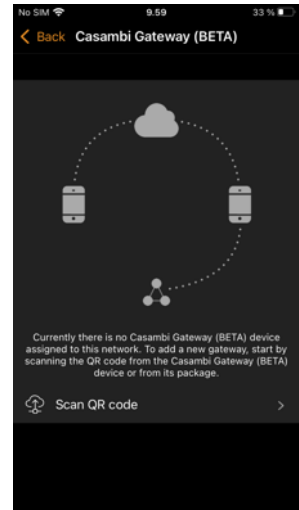 No SIM 9.59 33 %
Back Casambi Gateway (BETA)
Currently there is no Casambi Gateway (BETA) device
assigned to this network. To add a new gateway, start by
scanning the QR code from the Casambi Gateway (BETA)
device or from its package.
Scan QR code